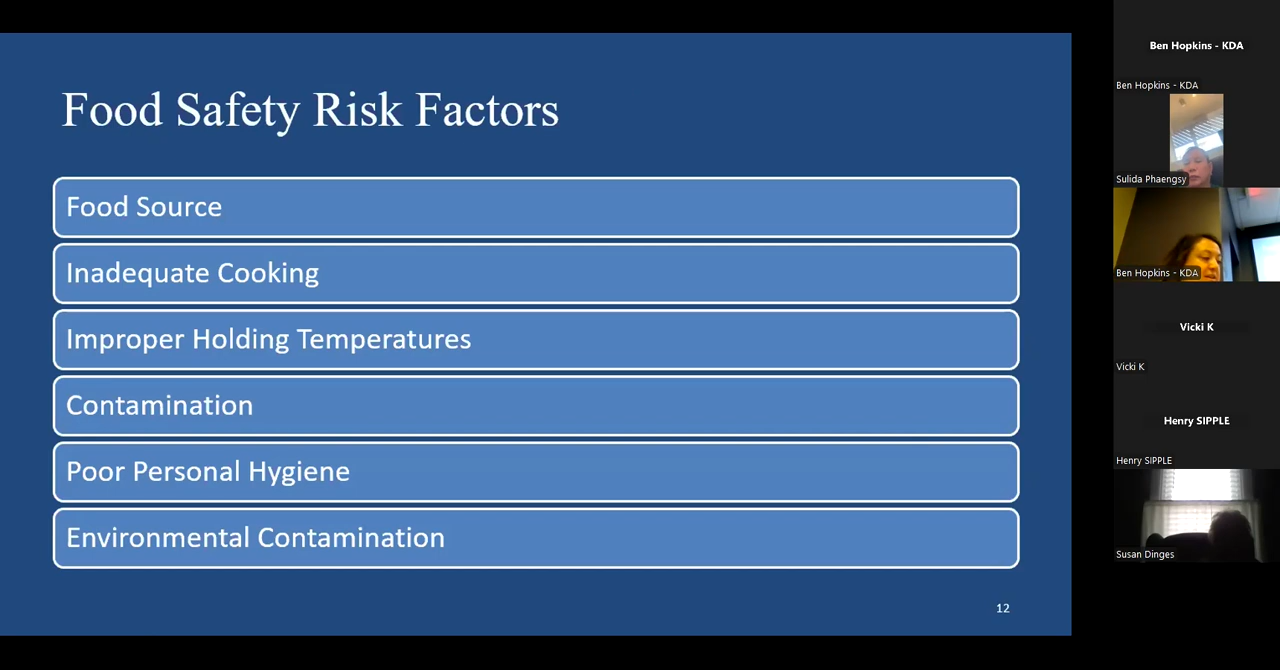 Food Safety Risk Factors
Food Source
Inadequate Cooking
Improper Holding Temperatures
Contamination
Poor Personal Hygiene
Environmental Contamination
12
Ben Hopkins - KDA
Ben Hopkins - KDA
Sulida Phaengsy
Ben Hopkins - KDA
Vicki K
Vicki K
Henry SIPPLE
Henry SIPPLE
Susan Dinges